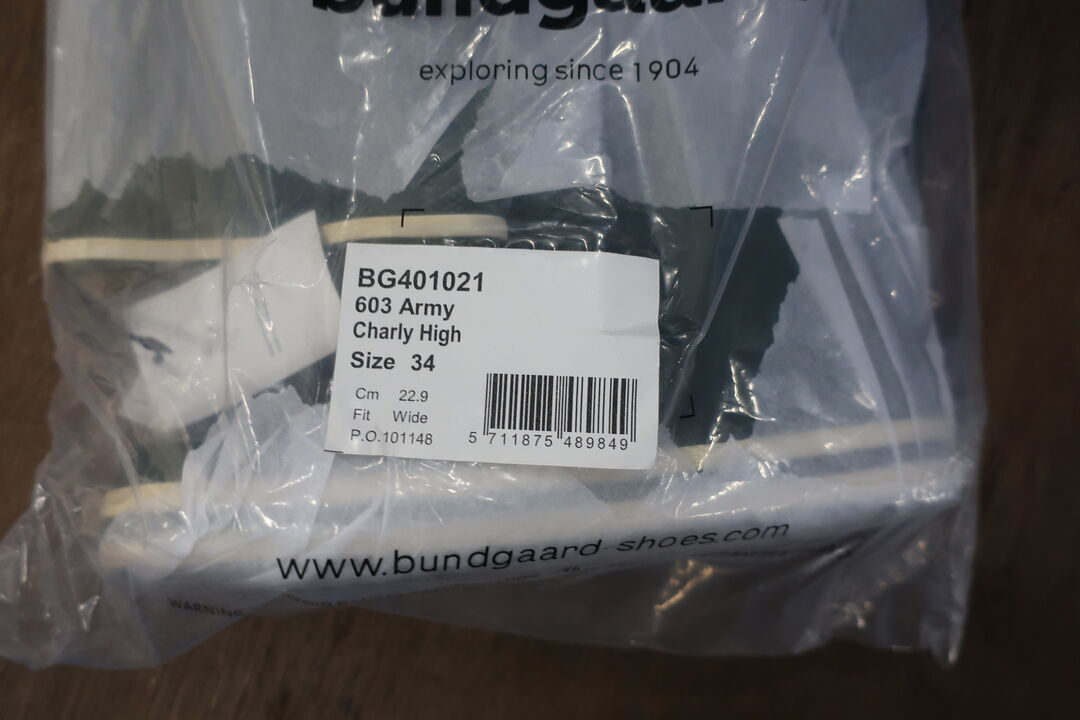 bundgaard
exploring since 1904
BG401021
603 Army
Charly High
Size 34
Cm 22.9
Fit Wide
P.O.101148
5 711875 489849
www.bundgaard-shoes.com
WARNING